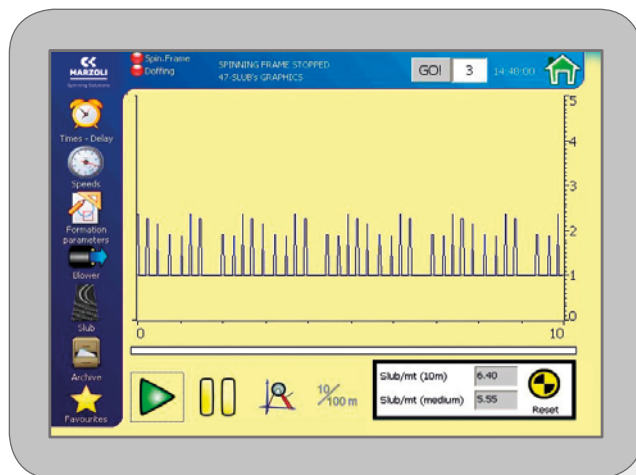 MARZOLI
Spinning Solutions
Spin.Frame
Doffing
SPINNING FRAME STOPPED
47-SLUB's GRAPHICS
GO!
3
14:48:00
Times - Delay
Speeds
Formation
parameters
Blower
Slub
Archive
Favourites
5
4
3
2
1
0
0
10
10/100 m
Slub/mt (10m)
6.40
Slub/mt (medium)
5.55
Reset